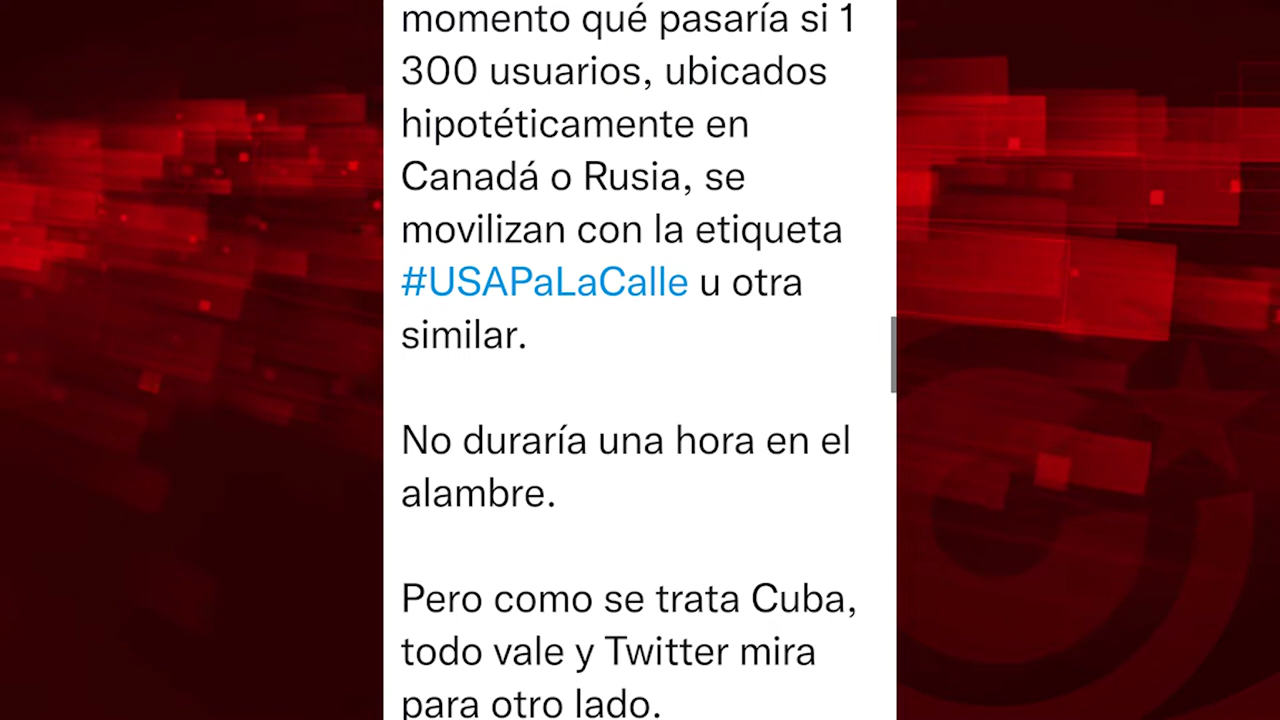 momento qué pasaría si 1
300 usuarios, ubicados
hipotéticamente en
Canadá o Rusia, se
movilizan con la etiqueta
#USAPaLaCalle u otra
similar.
No duraría una hora en el
alambre.
Pero como se trata Cuba,
todo vale y Twitter mira
para otro lado.